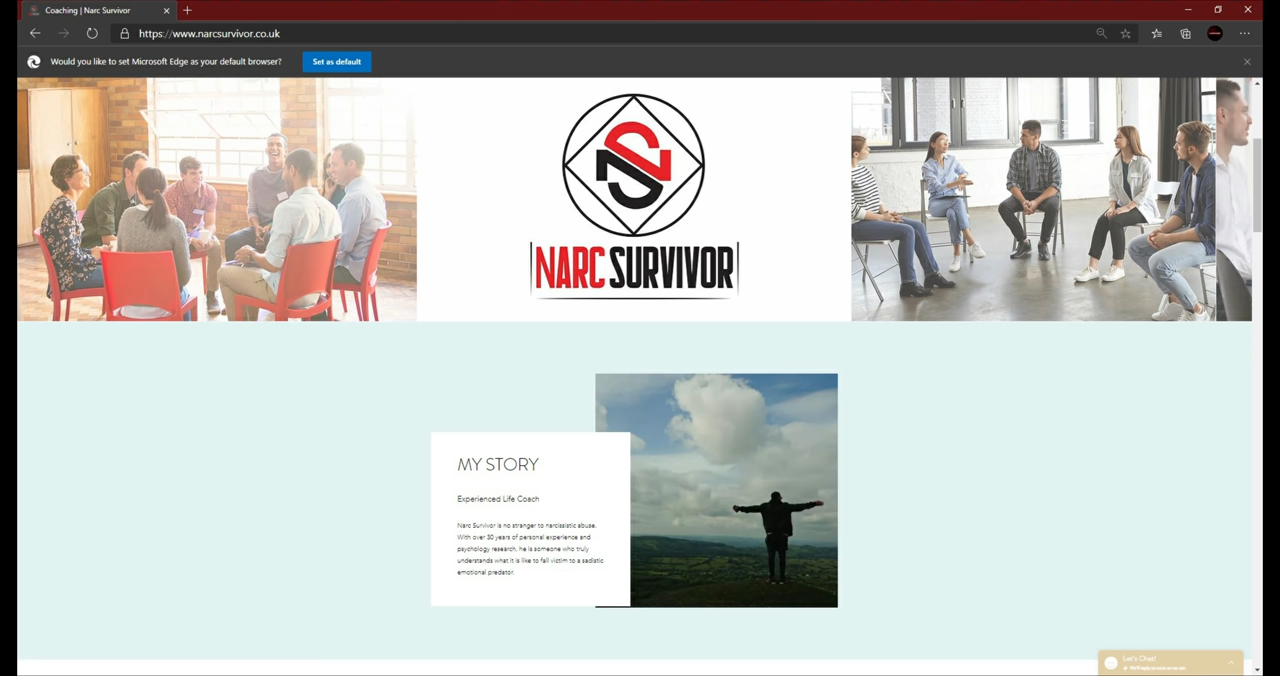 Coaching | Narc Survivor
https://www.narcsurvivor.co.uk
Would you like to set Microsoft Edge as your default browser?
Set as default
NARC SURVIVOR
MY STORY
Experienced Life Coach
Narc Survivor is no stranger to narcissistic abuse.
With over 30 years of personal experience and
psychology research, he is someone who truly
understands what it is like to fall victim to a sadistic
emotional predator.
Let's Chat!